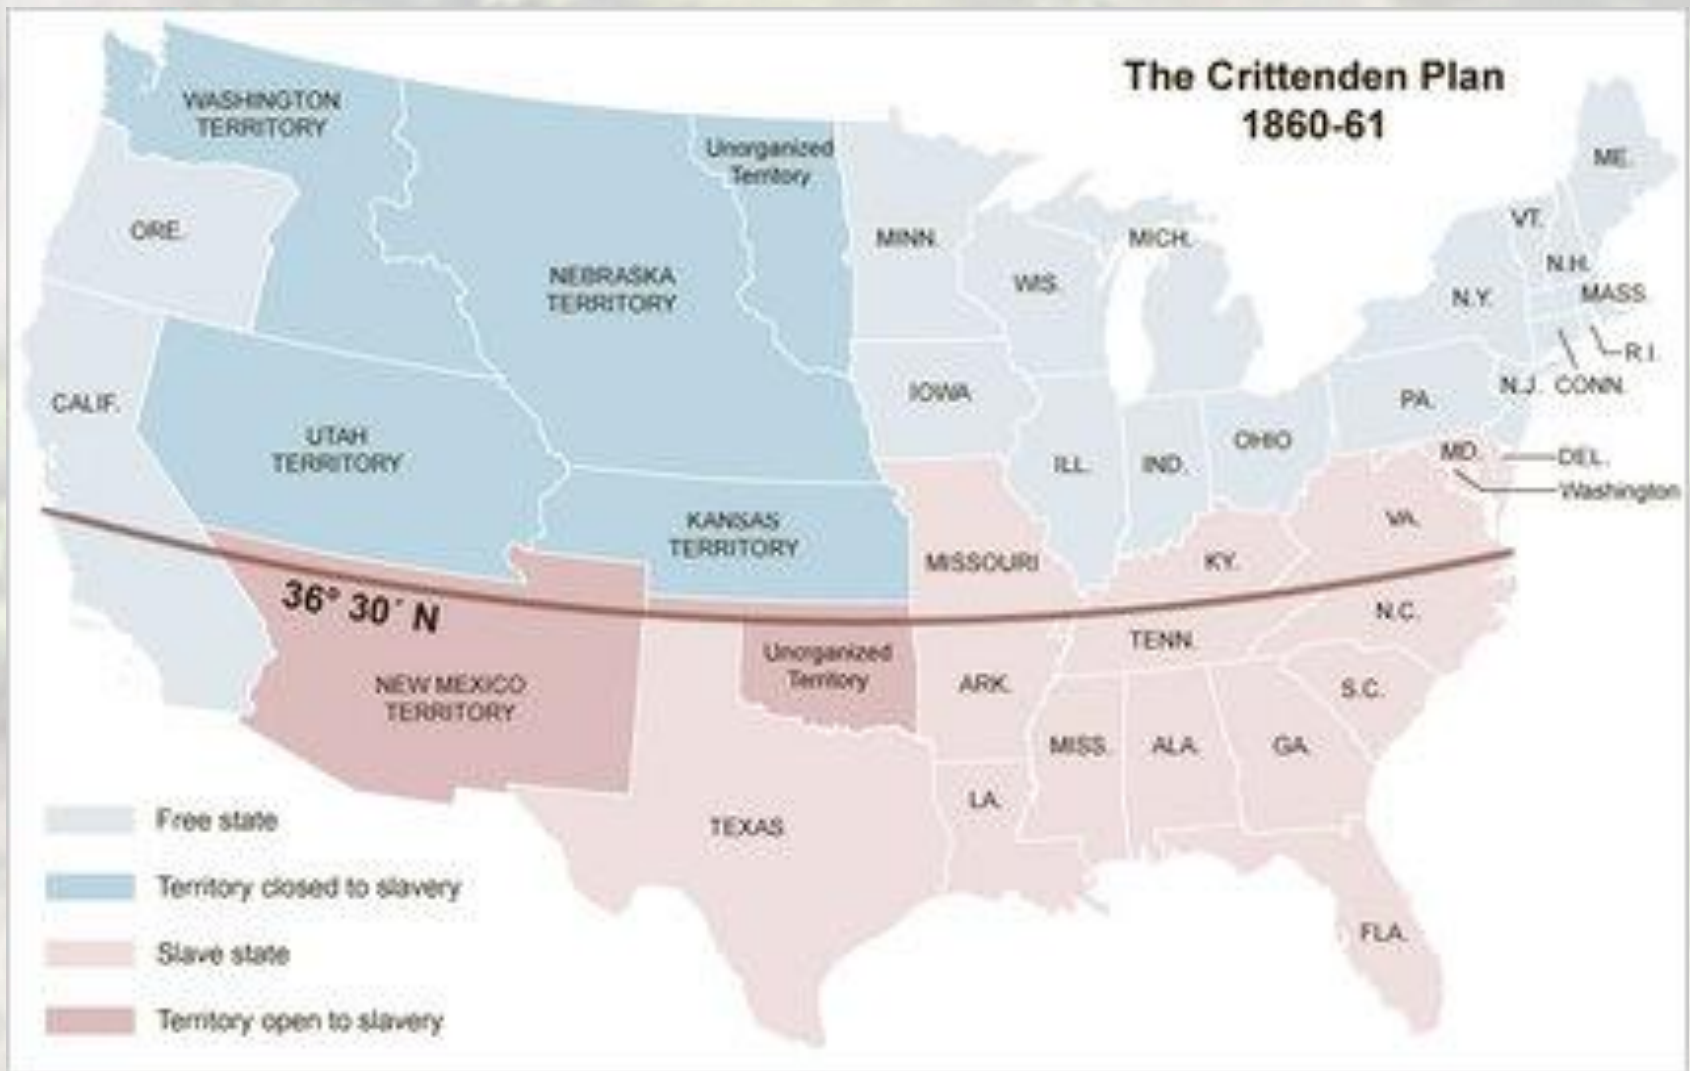 The Crittenden Plan
1860-61
WASHINGTON
TERRITORY
Unorganized
Territory
ME.
ORE.
MINN.
MICH.
VT.
N.H.
NEBRASKA
TERRITORY
WIS.
N.Y.
MASS.
R.I.
CALIF.
IOWA
PA.
N.J.
CONN.
UTAH
TERRITORY
ILL.
IND.
OHIO
MD.
DEL.
Washington
KANSAS
TERRITORY
MISSOURI
KY.
VA.
36° 30´ N
N.C.
TENN.
Unorganized
Territory
NEW MEXICO
TERRITORY
ARK.
S.C.
MISS.
ALA.
GA.
LA.
TEXAS
FLA.
Free state
Territory closed to slavery
Slave state
Territory open to slavery